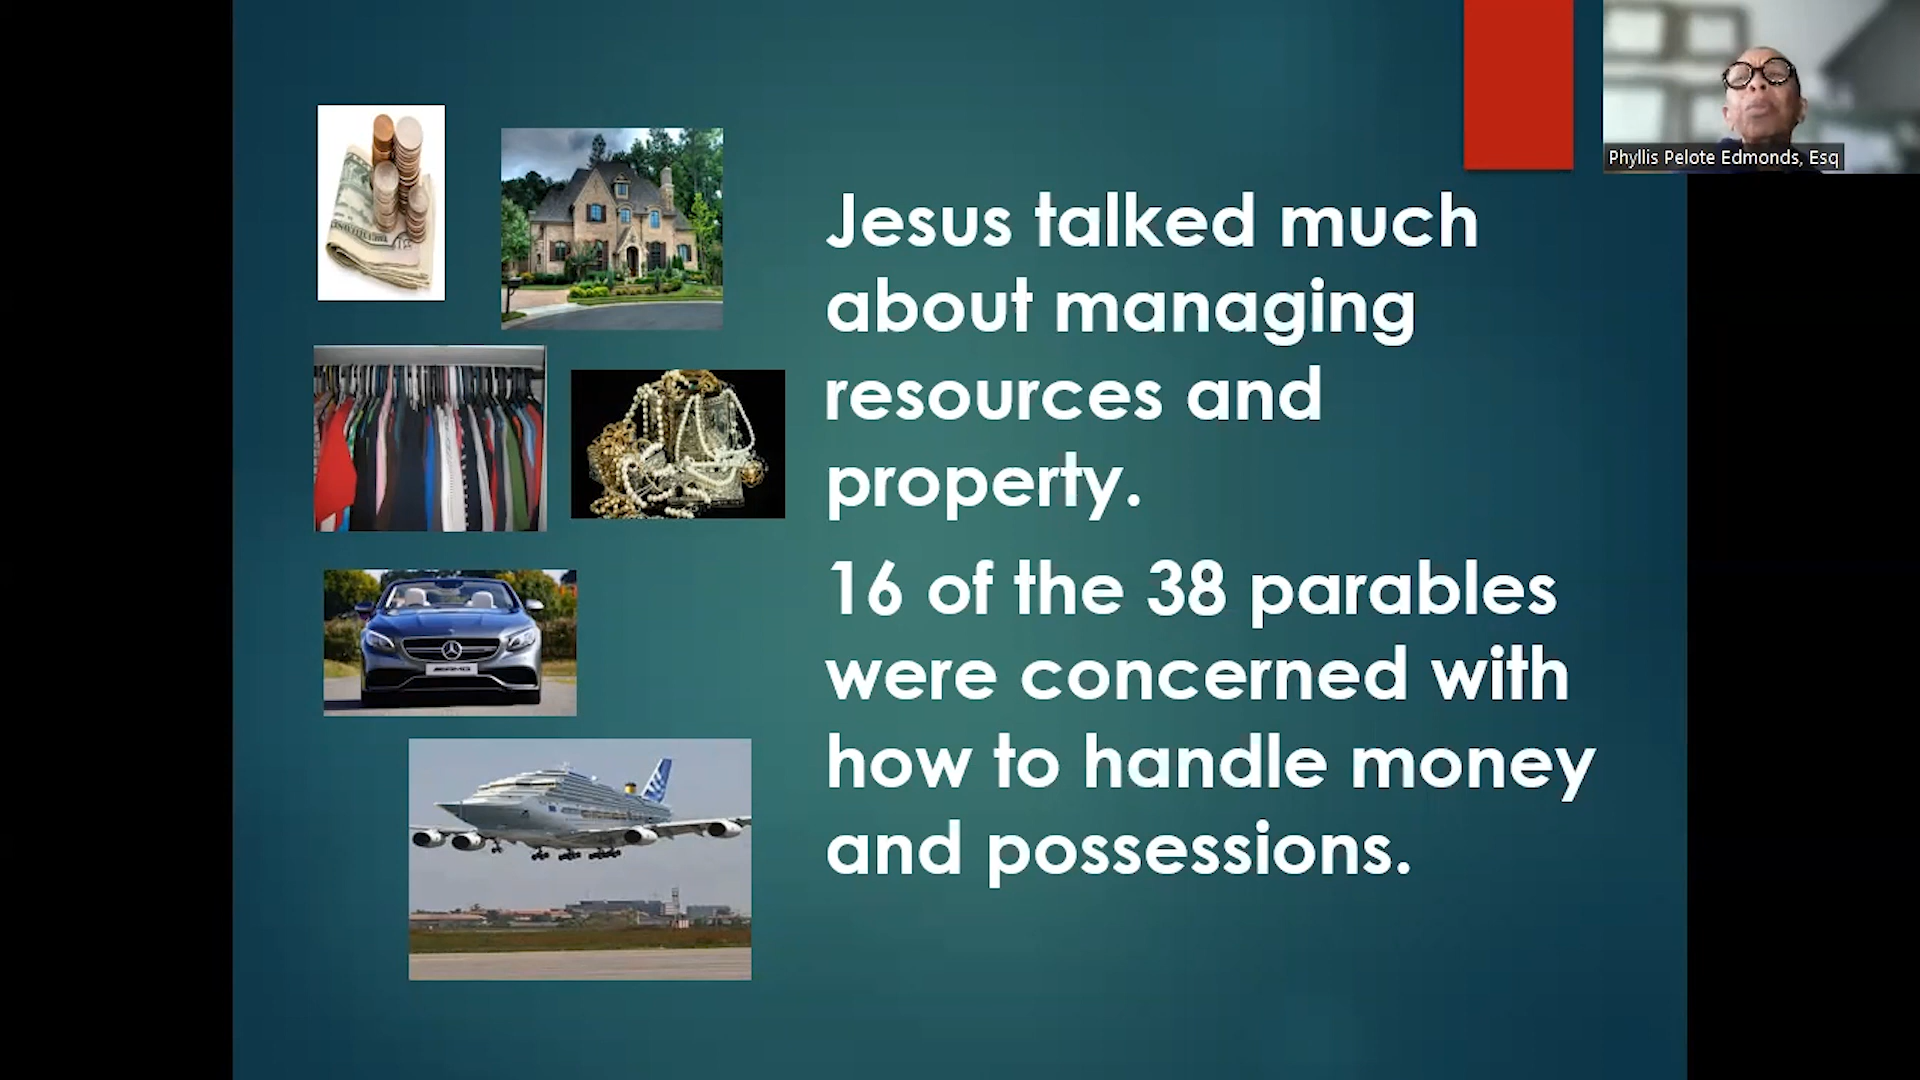 Phyllis Pelote Edmonds, Esq
Jesus talked much
about managing
resources and
property.
16 of the 38 parables
were concerned with
how to handle money
and possessions.
AMG